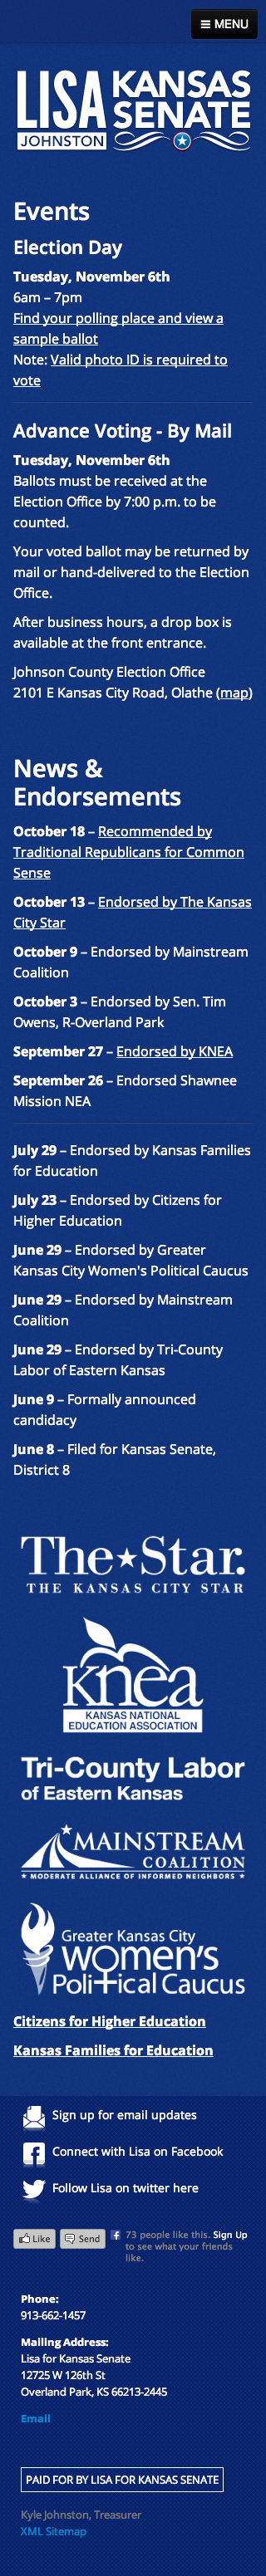 MENU
LISA KANSAS
JOHNSTON SENATE
Events
Election Day
Tuesday, November 6th
6am – 7pm
Find your polling place and view a
sample ballot
Note: Valid photo ID is required to
vote
Advance Voting - By Mail
Tuesday, November 6th
Ballots must be received at the
Election Office by 7:00 p.m. to be
counted.
Your voted ballot may be returned by
mail or hand-delivered to the Election
Office.
After business hours, a drop box is
available at the front entrance.
Johnson County Election Office
2101 E Kansas City Road, Olathe (map)
News &
Endorsements
October 18 – Recommended by
Traditional Republicans for Common
Sense
October 13 – Endorsed by The Kansas
City Star
October 9 – Endorsed by Mainstream
Coalition
October 3 – Endorsed by Sen. Tim
Owens, R-Overland Park
September 27 – Endorsed by KNEA
September 26 – Endorsed Shawnee
Mission NEA
July 29 – Endorsed by Kansas Families
for Education
July 23 – Endorsed by Citizens for
Higher Education
June 29 – Endorsed by Greater
Kansas City Women's Political Caucus
June 29 – Endorsed by Mainstream
Coalition
June 29 – Endorsed by Tri-County
Labor of Eastern Kansas
June 9 – Formally announced
candidacy
June 8 – Filed for Kansas Senate,
District 8
The Star.
THE KANSAS CITY STAR
knea
KANSAS NATIONAL
EDUCATION ASSOCIATION
Tri-County Labor
of Eastern Kansas
MAINSTREAM
COALITION
MODERATE ALLIANCE OF INFORMED NEIGHBORS
Greater Kansas City
Women's
Political Caucus
Citizens for Higher Education
Kansas Families for Education
Sign up for email updates
Connect with Lisa on Facebook
Follow Lisa on twitter here
Like Send 73 people like this. Sign Up
to see what your friends
like.
Phone:
913-662-1457
Mailing Address:
Lisa for Kansas Senate
12725 W 126th St
Overland Park, KS 66213-2445
Email
PAID FOR BY LISA FOR KANSAS SENATE
Kyle Johnston, Treasurer
XML Sitemap